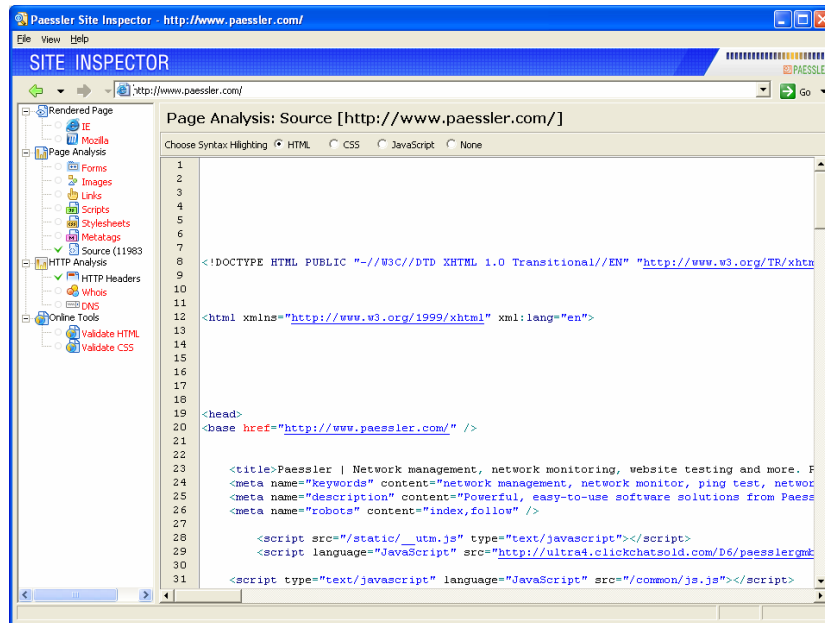 Paessler Site Inspector - http://www.paessler.com/
File View Help
SITE INSPECTOR
PAESSLE
http://www.paessler.com/
Go
Rendered Page
IE
Mozilla
Page Analysis
Forms
Images
Links
Scripts
Stylesheets
Metatags
Source (11983
HTTP Analysis
HTTP Headers
Whois
DNS
Online Tools
Validate HTML
Validate CSS
Page Analysis: Source [http://www.paessler.com/]
Choose Syntax Hilighting HTML CSS JavaScript None
1
2
3
4
5
6
7
8 <!DOCTYPE HTML PUBLIC "-//W3C//DTD XHTML 1.0 Transitional//EN" "http://www.w3.org/TR/xhtm
9
10
11
12 <html xmlns="http://www.w3.org/1999/xhtml" xml:lang="en">
13
14
15
16
17
18
19 <head>
20 <base href="http://www.paessler.com/" />
21
22
23 <title>Paessler | Network management, network monitoring, website testing and more. P
24 <meta name="keywords" content="network management, network monitor, ping test, networ
25 <meta name="description" content="Powerful, easy-to-use software solutions from Paess
26 <meta name="robots" content="index,follow" />
27
28 <script src="/static/__utm.js" type="text/javascript"></script>
29 <script language="JavaScript" src="http://ultra4.clickchatsold.com/D6/paesslergmb
30
31 <script type="text/javascript" language="JavaScript" src="/common/js.js"></script>